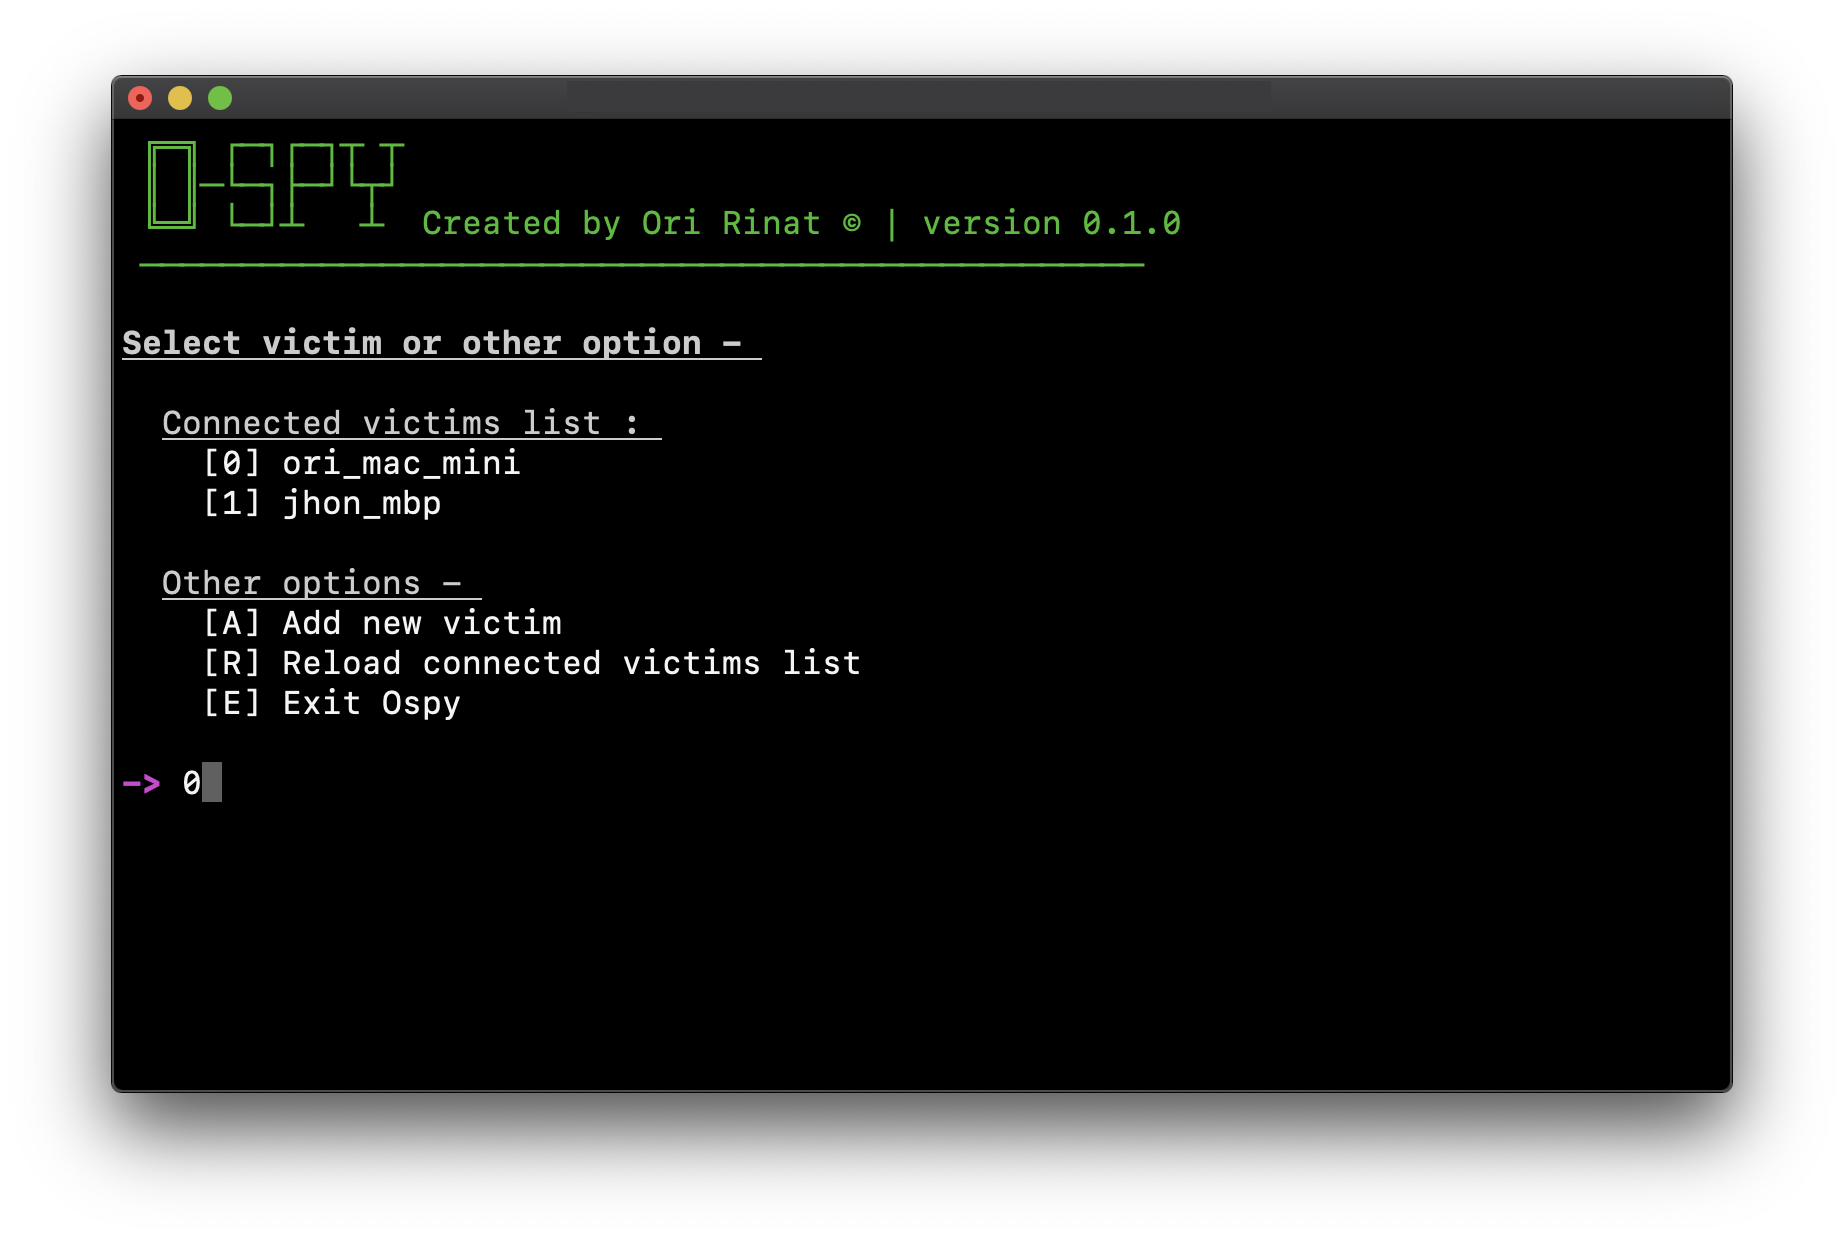 O-SPY
Created by Ori Rinat © | version 0.1.0
Select victim or other option -
Connected victims list :
[0] ori_mac_mini
[1] jhon_mbp
Other options -
[A] Add new victim
[R] Reload connected victims list
[E] Exit Ospy
-> 0